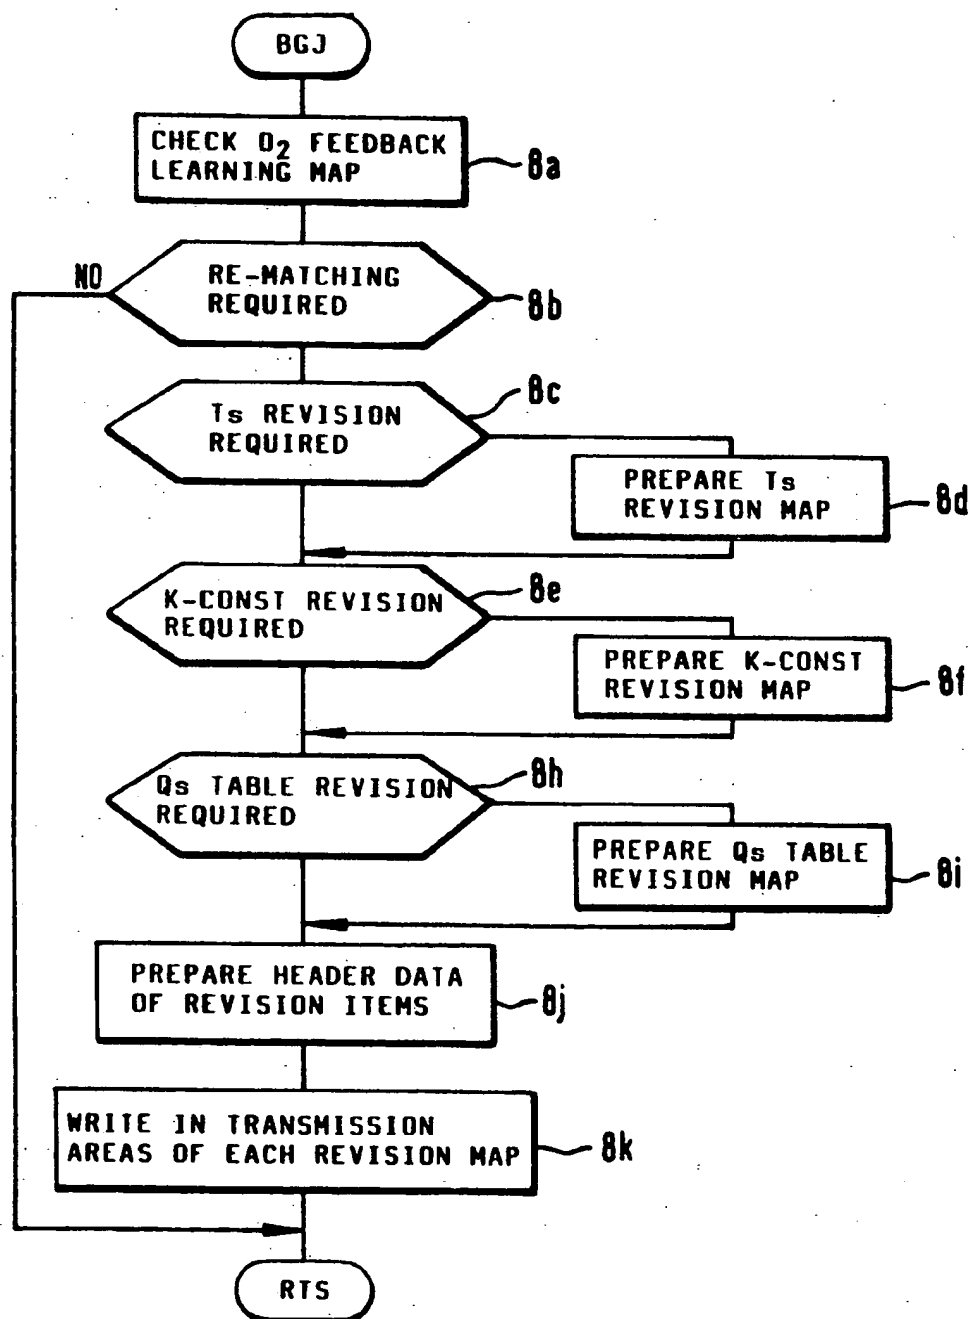 BGJ
CHECK O2 FEEDBACK
LEARNING MAP
8a
NO
RE-MATCHING
REQUIRED
8b
Ts REVISION
REQUIRED
8c
PREPARE Ts
REVISION MAP
8d
K-CONST REVISION
REQUIRED
8e
PREPARE K-CONST
REVISION MAP
8f
Qs TABLE REVISION
REQUIRED
8h
PREPARE Qs TABLE
REVISION MAP
8i
PREPARE HEADER DATA
OF REVISION ITEMS
8j
WRITE IN TRANSMISSION
AREAS OF EACH REVISION MAP
8k
RTS